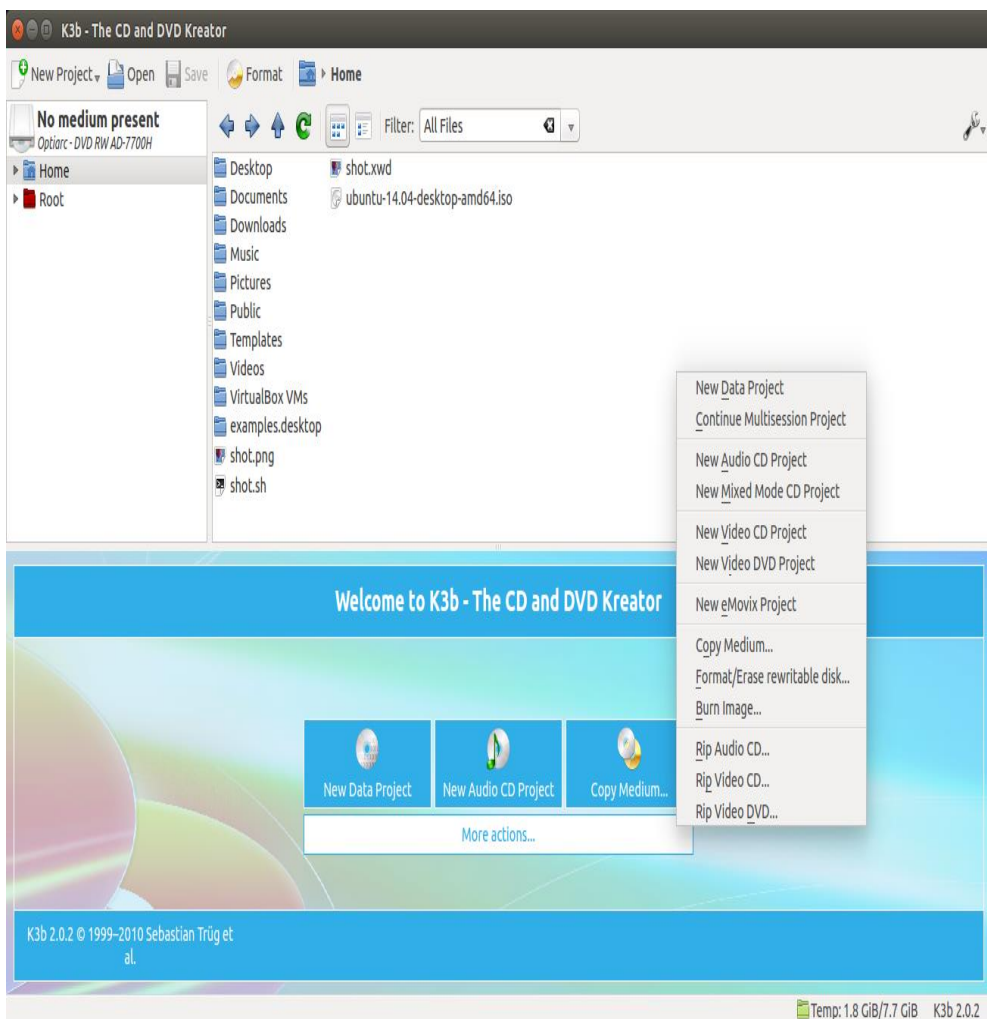 K3b - The CD and DVD Kreator
New Project Open Save Format Home
No medium present
Optiarc - DVD RW AD-7700H
Home
Root
Filter: All Files
Desktop
Documents
Downloads
Music
Pictures
Public
Templates
Videos
VirtualBox VMs
examples.desktop
shot.png
shot.sh
shot.xwd
ubuntu-14.04-desktop-amd64.iso
New Data Project
Continue Multisession Project
New Audio CD Project
New Mixed Mode CD Project
New Video CD Project
New Video DVD Project
New eMovix Project
Copy Medium...
Format/Erase rewritable disk...
Burn Image...
Rip Audio CD...
Rip Video CD...
Rip Video DVD...
Welcome to K3b - The CD and DVD Kreator
New Data Project
New Audio CD Project
Copy Medium...
More actions...
K3b 2.0.2 © 1999–2010 Sebastian Trüg et
al.
Temp: 1.8 GiB/7.7 GiB K3b 2.0.2